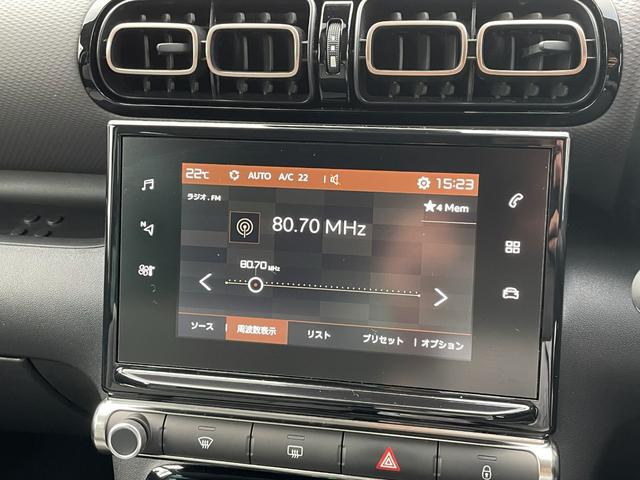 22℃ AUTO A/C 22 15:23
ラジオ.FM
4 Mem
80.70 MHz
80.70 MHz
N
ソース 周波数表示 リスト プリセット オプション